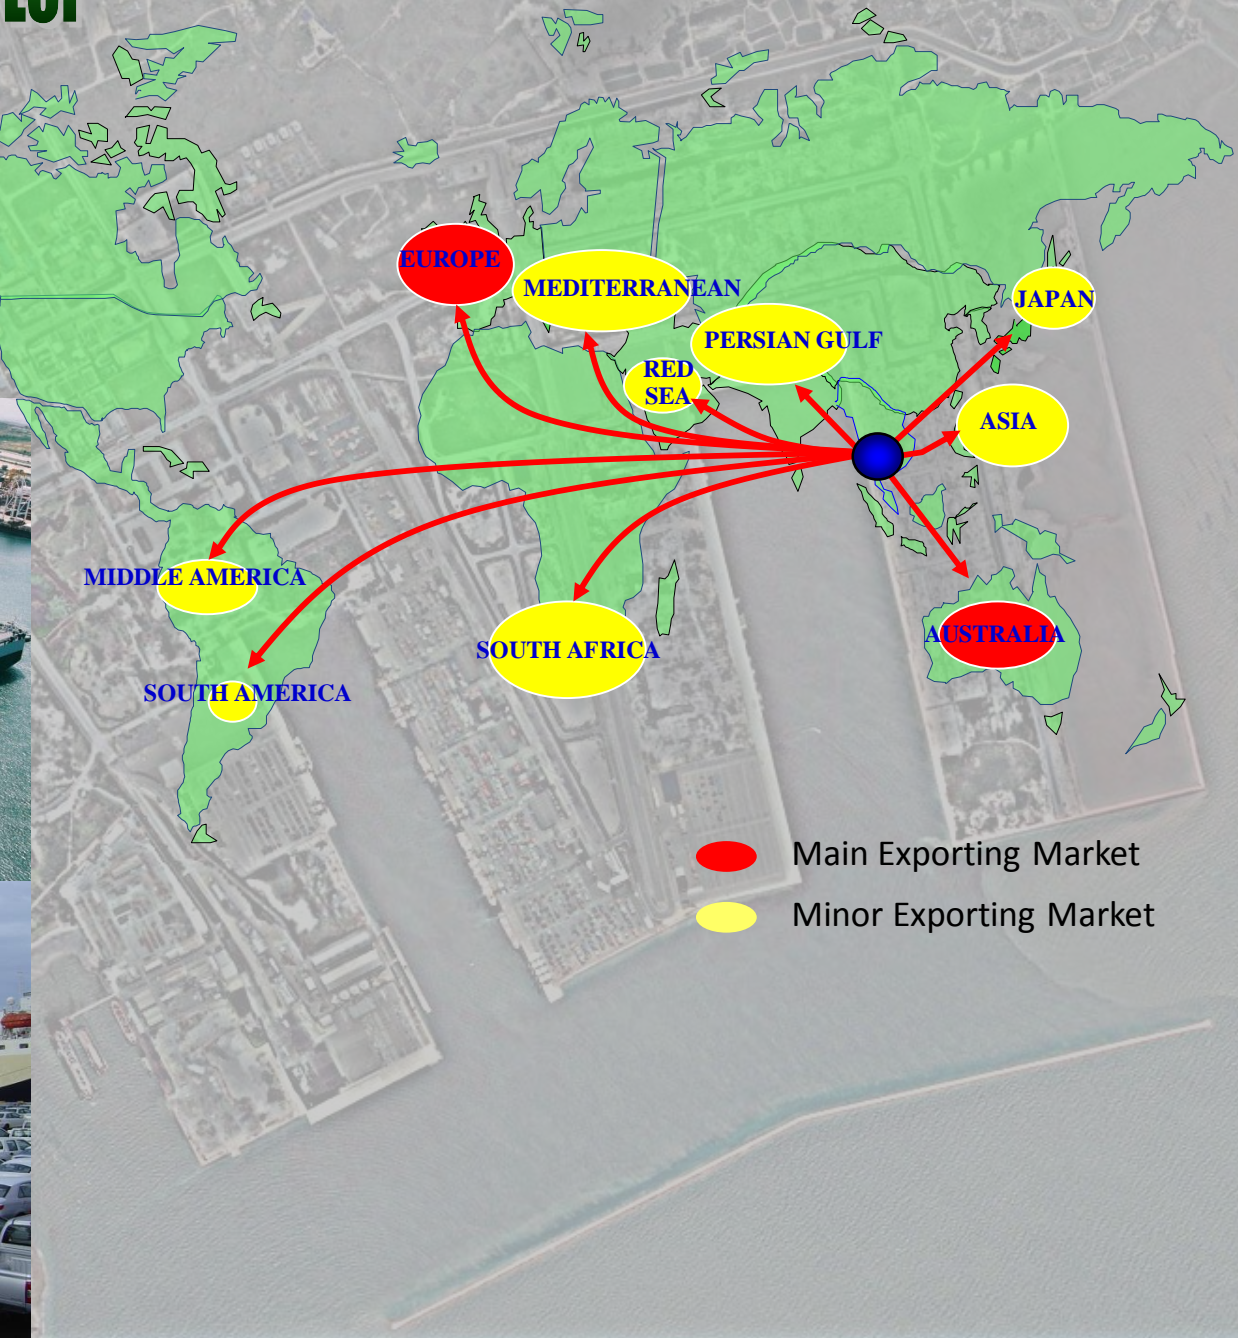 EUROPE
MEDITERRANEAN
JAPAN
PERSIAN GULF
RED
SEA
ASIA
MIDDLE AMERICA
AUSTRALIA
SOUTH AFRICA
SOUTH AMERICA
Main Exporting Market
Minor Exporting Market